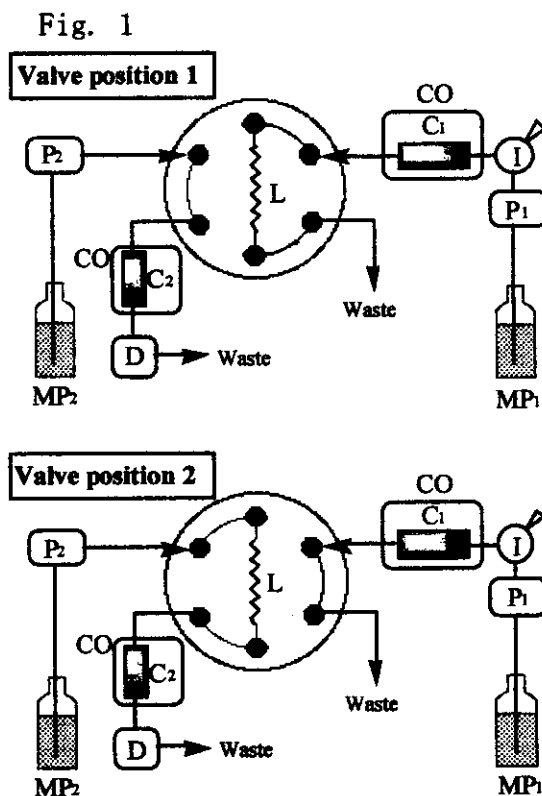 Fig. 1
Valve position 1
CO
C1
P2
I
L
P1
CO
C2
Waste
D
Waste
MP2
MP1
Valve position 2
CO
C1
P2
I
L
P1
CO
C2
Waste
D
Waste
MP2
MP1